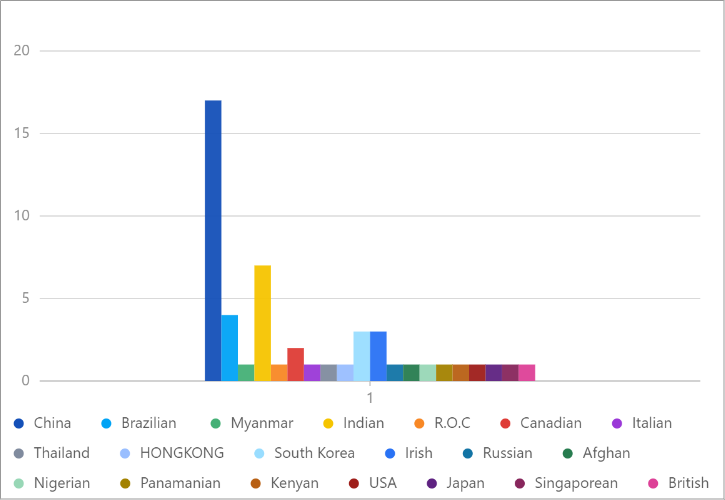 20
15
10
5
0
1
China Brazilian Myanmar Indian R.O.C Canadian Italian
Thailand HONGKONG South Korea Irish Russian Afghan
Nigerian Panamanian Kenyan USA Japan Singaporean British